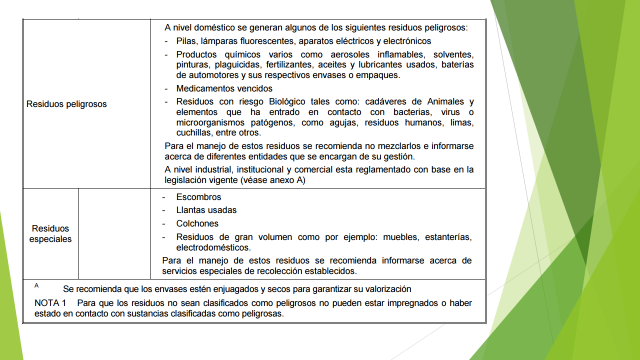 A nivel doméstico se generan algunos de los siguientes residuos peligrosos:
- Pilas, lámparas fluorescentes, aparatos eléctricos y electrónicos
- Productos químicos varios como aerosoles inflamables, solventes,
pinturas, plaguicidas, fertilizantes, aceites y lubricantes usados, baterías
de automotores y sus respectivos envases o empaques.
- Medicamentos vencidos
Residuos peligrosos
- Residuos con riesgo Biológico tales como: cadáveres de Animales y
elementos que ha entrado en contacto con bacterias, virus o
microorganismos patógenos, como agujas, residuos humanos, limas,
cuchillas, entre otros.
Para el manejo de estos residuos se recomienda no mezclarlos e informarse
acerca de diferentes entidades que se encargan de su gestión.
A nivel industrial, institucional y comercial esta reglamentado con base en la
legislación vigente (véase anexo A)
Residuos
especiales
- Escombros
- Llantas usadas
- Colchones
- Residuos de gran volumen como por ejemplo: muebles, estanterías,
electrodomésticos.
Para el manejo de estos residuos se recomienda informarse acerca de
servicios especiales de recolección establecidos.
A Se recomienda que los envases estén enjuagados y secos para garantizar su valorización
NOTA 1 Para que los residuos no sean clasificados como peligrosos no pueden estar impregnados o haber
estado en contacto con sustancias clasificadas como peligrosas.